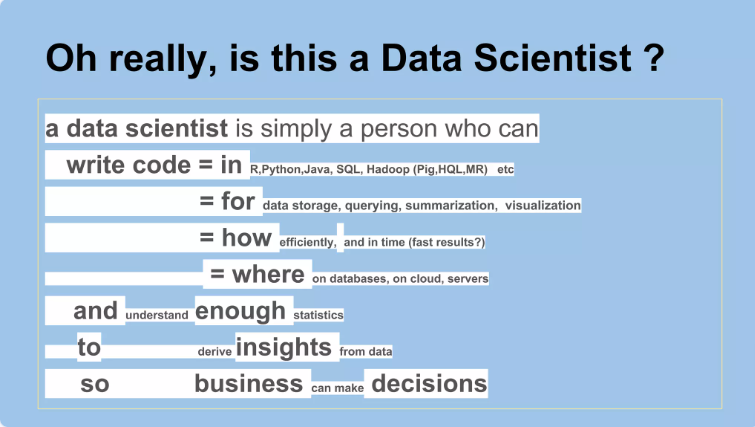 Oh really, is this a Data Scientist ?
a data scientist is simply a person who can
write code = in R,Python,Java, SQL, Hadoop (Pig,HQL,MR) etc
= for data storage, querying, summarization, visualization
= how efficiently, and in time (fast results?)
= where on databases, on cloud, servers
and understand enough statistics
to derive insights from data
so business can make decisions